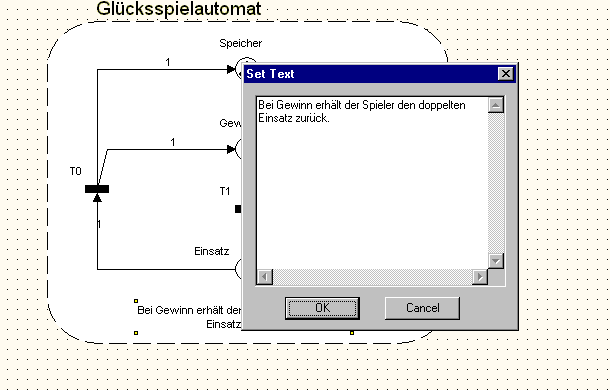 Glücksspielautomat
Speicher
1
Set Text
Bei Gewinn erhält der Spieler den doppelten
Einsatz zurück.
Gew
1
T0
T1
1
Einsatz
Bei Gewinn erhält der
Einsatz
OK
Cancel